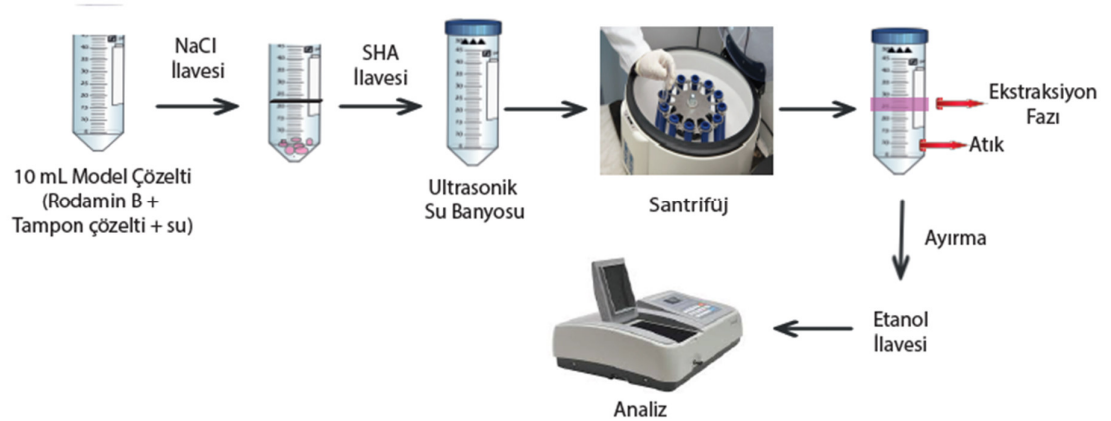 NaCl
İlavesi
SHA
İlavesi
10 mL Model Çözelti
(Rodamin B +
Tampon çözelti + su)
Ultrasonik
Su Banyosu
Santrifüj
Ekstraksiyon
Fazı
Atık
Ayırma
Etanol
İlavesi
Analiz